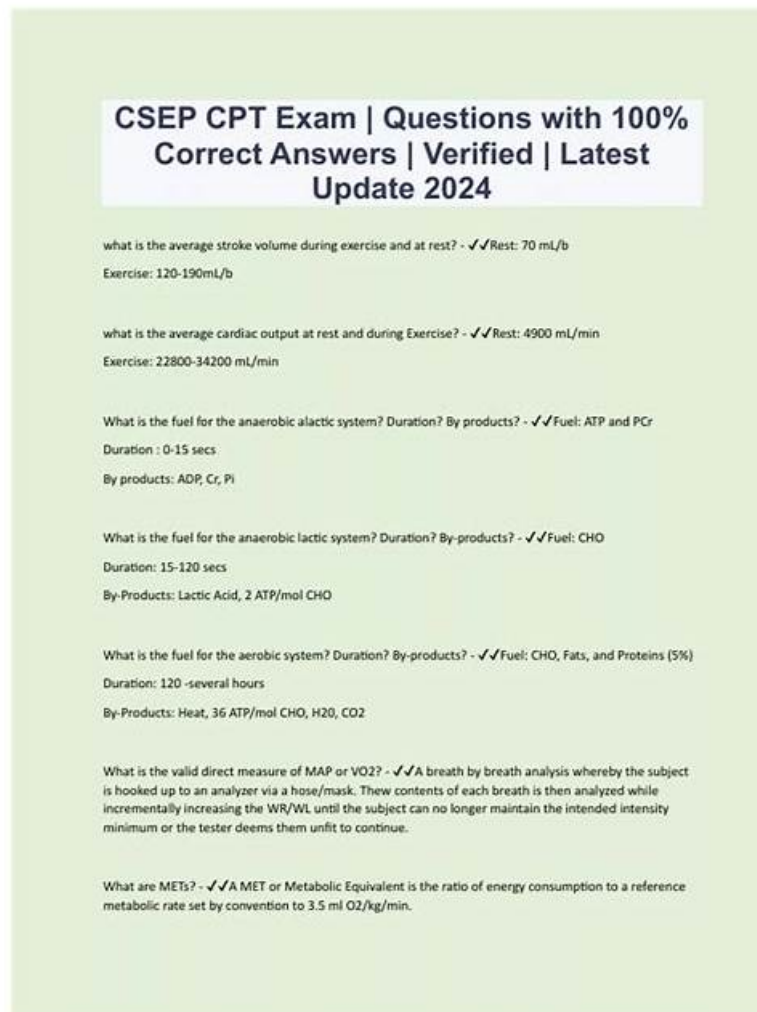 CSEP CPT Exam | Questions with 100%
Correct Answers | Verified | Latest
Update 2024
what is the average stroke volume during exercise and at rest? - ✓✓Rest: 70 mL/b
Exercise: 120-190mL/b
what is the average cardiac output at rest and during Exercise? - ✓✓Rest: 4900 mL/min
Exercise: 22800-34200 mL/min
What is the fuel for the anaerobic alactic system? Duration? By products? - ✓✓Fuel: ATP and PCr
Duration : 0-15 secs
By products: ADP, Cr, Pi
What is the fuel for the anaerobic lactic system? Duration? By-products? - ✓✓Fuel: CHO
Duration: 15-120 secs
By-Products: Lactic Acid, 2 ATP/mol CHO
What is the fuel for the aerobic system? Duration? By-products? - ✓✓Fuel: CHO, Fats, and Proteins (5%)
Duration: 120 -several hours
By-Products: Heat, 36 ATP/mol CHO, H20, CO2
What is the valid direct measure of MAP or VO2? - ✓✓A breath by breath analysis whereby the subject
is hooked up to an analyzer via a hose/mask. Thew contents of each breath is then analyzed while
incrementally increasing the WR/WL until the subject can no longer maintain the intended intensity
minimum or the tester deems them unfit to continue.
What are METs? - ✓✓A MET or Metabolic Equivalent is the ratio of energy consumption to a reference
metabolic rate set by convention to 3.5 ml O2/kg/min.